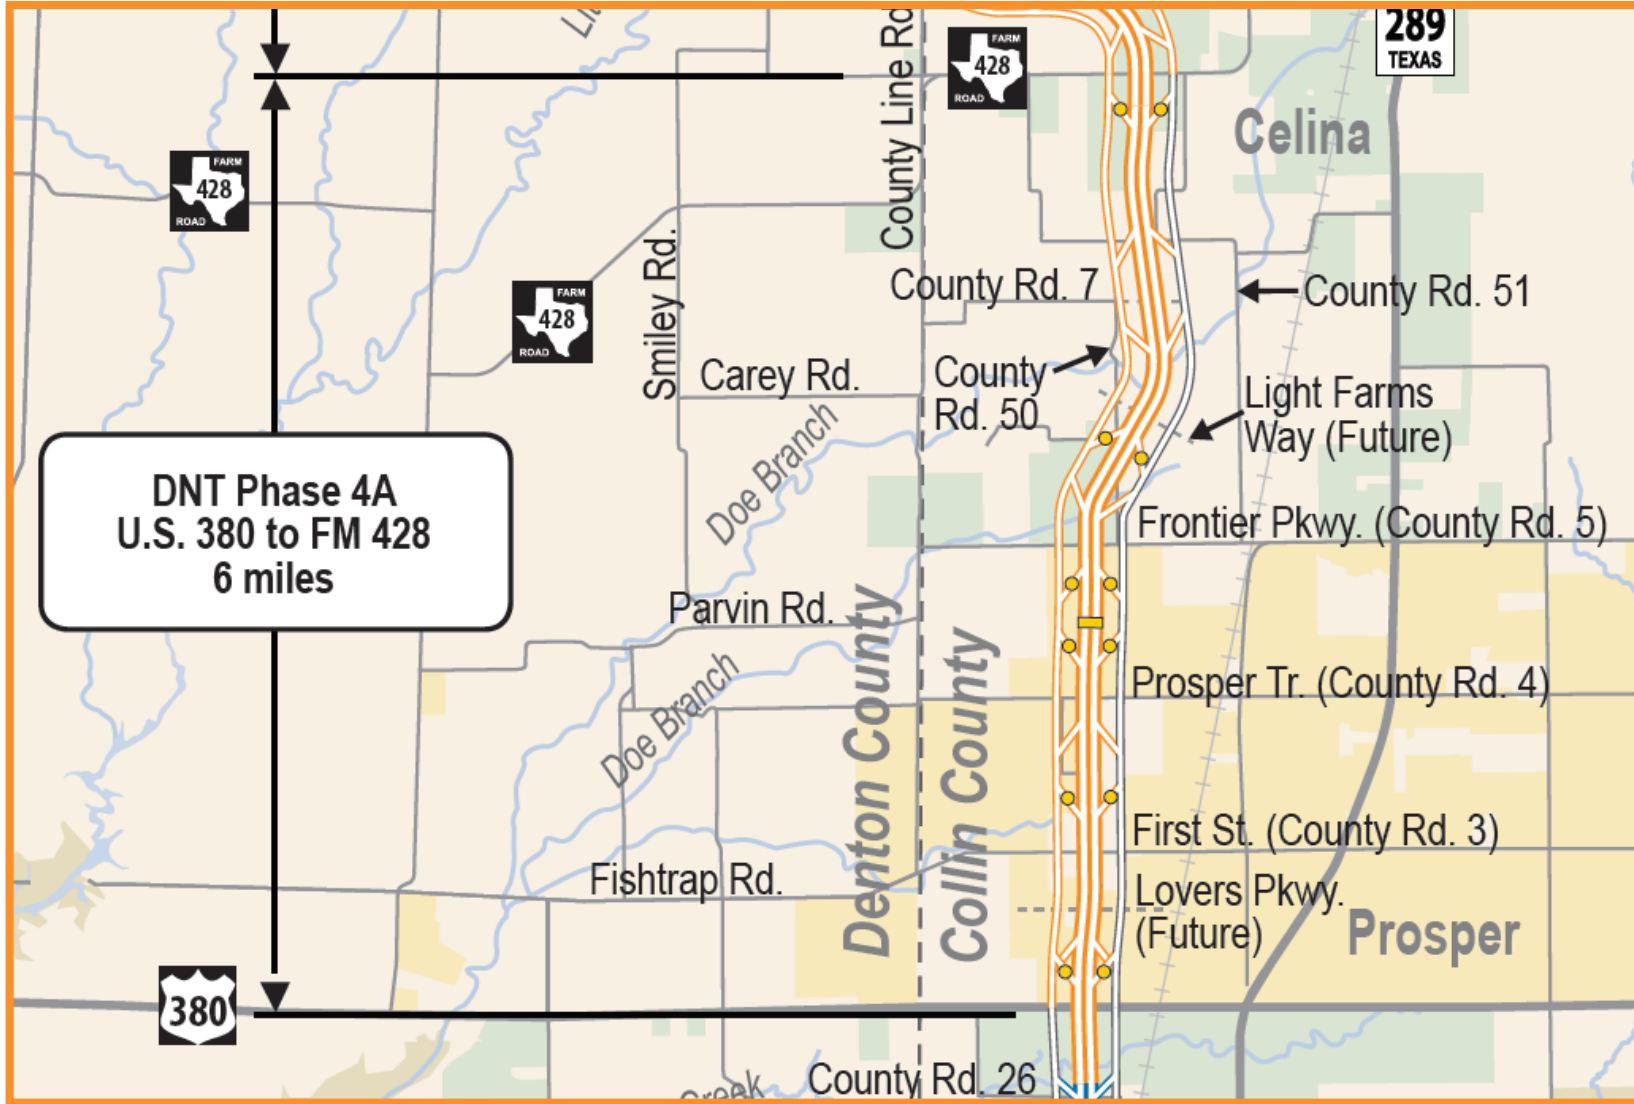 Lit
County Line Rd.
FARM
428
ROAD
289
TEXAS
Celina
FARM
428
ROAD
Smiley Rd.
FARM
428
ROAD
County Rd. 7
County Rd. 51
Carey Rd.
County
Rd. 50
Light Farms
Way (Future)
Doe Branch
DNT Phase 4A
U.S. 380 to FM 428
6 miles
Frontier Pkwy. (County Rd. 5)
Parvin Rd.
Denton County
Collin County
Doe Branch
Prosper Tr. (County Rd. 4)
First St. (County Rd. 3)
Fishtrap Rd.
Lovers Pkwy.
(Future)
Prosper
380
Creek
County Rd. 26